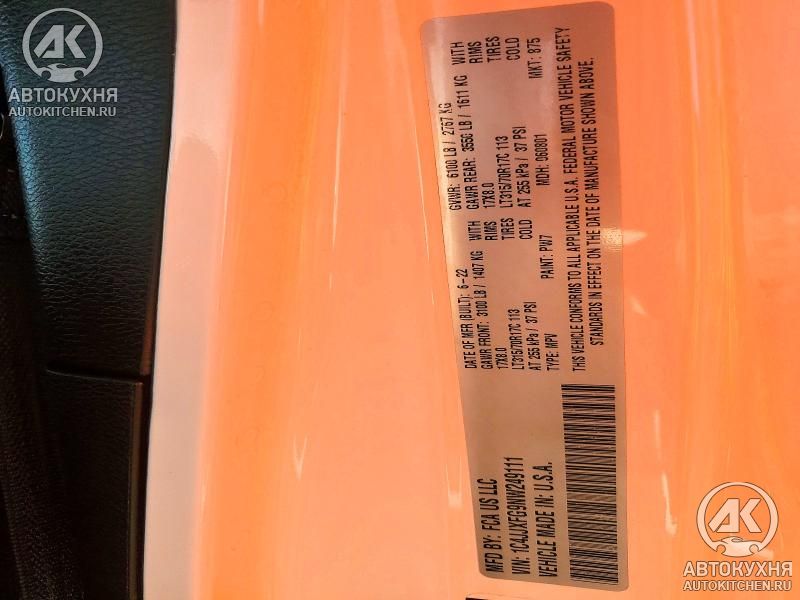 AK
АВТОКУХНЯ
AUTOKITCHEN.RU
MFD BY: FCA US LLC
DATE OF MFR (BUILT): 6-22
GVWR: 6100 LB / 2767 KG
GAWR FRONT: 3100 LB / 1407 KG WITH
17X8.0 RIMS
LT315/70R17C 113 TIRES
AT 255 kPa / 37 PSI COLD
GAWR REAR: 3550 LB / 1611 KG WITH
17X8.0 RIMS
LT315/70R17C 113 TIRES
AT 255 kPa / 37 PSI COLD
VIN: 1C4JJXFG9NW249111
TYPE: MPV
PAINT: PW7
MDH: 060801
MKT: 875
VEHICLE MADE IN: U.S.A.
THIS VEHICLE CONFORMS TO ALL APPLICABLE U.S.A. FEDERAL MOTOR VEHICLE SAFETY
STANDARDS IN EFFECT ON THE DATE OF MANUFACTURE SHOWN ABOVE.
AK
АВТОКУХНЯ
AUTOKITCHEN.RU